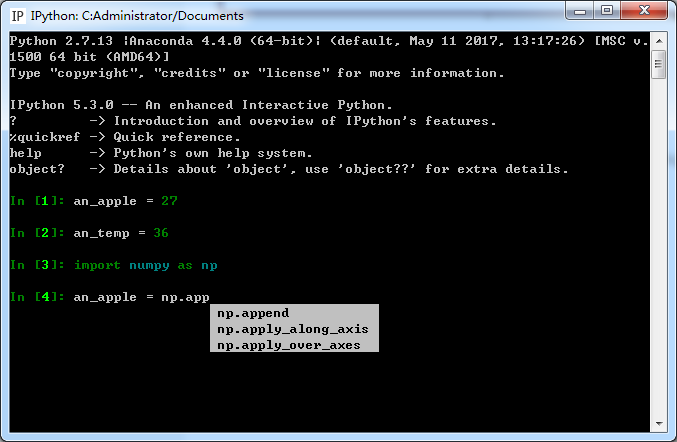 IP IPython: C:Administrator/Documents
Python 2.7.13 |Anaconda 4.4.0 (64-bit)| (default, May 11 2017, 13:17:26) [MSC v.
1500 64 bit (AMD64)]
Type "copyright", "credits" or "license" for more information.
IPython 5.3.0 -- An enhanced Interactive Python.
?         -> Introduction and overview of IPython's features.
%quickref -> Quick reference.
help      -> Python's own help system.
object?   -> Details about 'object', use 'object??' for extra details.
In [1]: an_apple = 27
In [2]: an_temp = 36
In [3]: import numpy as np
In [4]: an_apple = np.app
np.append
np.apply_along_axis
np.apply_over_axes